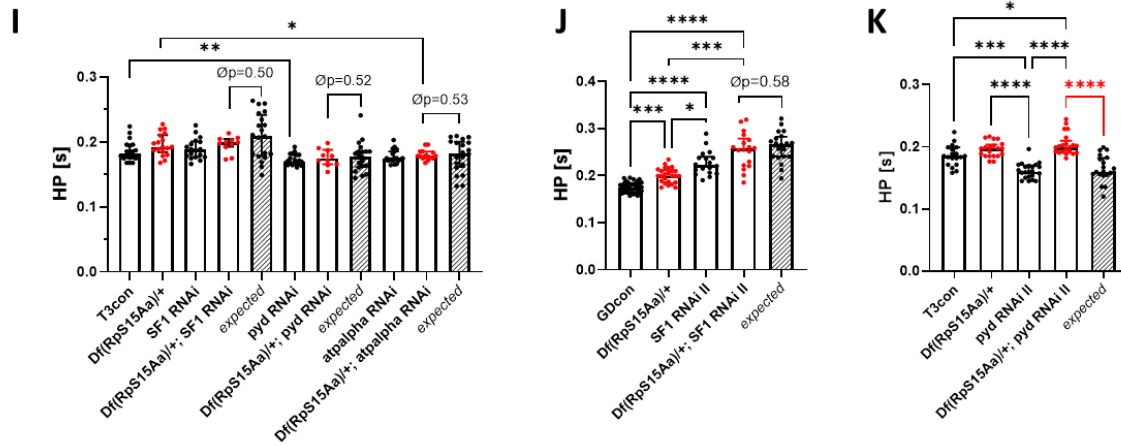 I
*
**
Øp=0.50
Øp=0.52
Øp=0.53
HP [s]
0.3
0.2
0.1
0.0
T3con
Df(RpS15Aa)/+
SF1 RNAi
Df(RpS15Aa)/+; SF1 RNAi
expected
pyd RNAi
Df(RpS15Aa)/+; pyd RNAi
expected
atpalpha RNAi
Df(RpS15Aa)/+; atpalpha RNAi
expected
J
****
***
****
Øp=0.58
***
*
HP [s]
0.4
0.3
0.2
0.1
0.0
GDcon
Df(RpS15Aa)/+
SF1 RNAi II
Df(RpS15Aa)/+; SF1 RNAi II
expected
K
*
***
****
****
****
HP [s]
0.3
0.2
0.1
0.0
T3con
Df(RpS15Aa)/+
pyd RNAi II
Df(RpS15Aa)/+; pyd RNAi II
expected